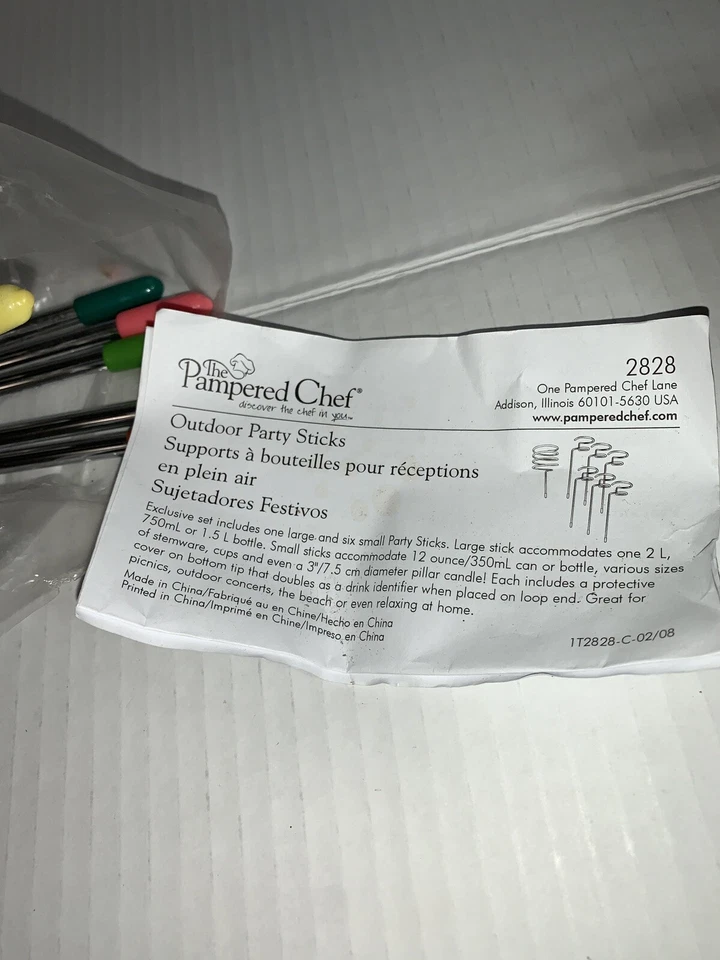 The
Pampered Chef®
discover the chef in you™
2828
One Pampered Chef Lane
Addison, Illinois 60101-5630 USA
www.pamperedchef.com
Outdoor Party Sticks
Supports à bouteilles pour réceptions
en plein air
Sujetadores Festivos
Exclusive set includes one large and six small Party Sticks. Large stick accommodates one 2 L,
750mL or 1.5 L bottle. Small sticks accommodate 12 ounce/350mL can or bottle, various sizes
of stemware, cups and even a 3"/7.5 cm diameter pillar candle! Each includes a protective
cover on bottom tip that doubles as a drink identifier when placed on loop end. Great for
picnics, outdoor concerts, the beach or even relaxing at home.
Made in China/Fabriqué au en Chine/Hecho en China
Printed in China/Imprimé en Chine/Impreso en China
1T2828-C-02/08